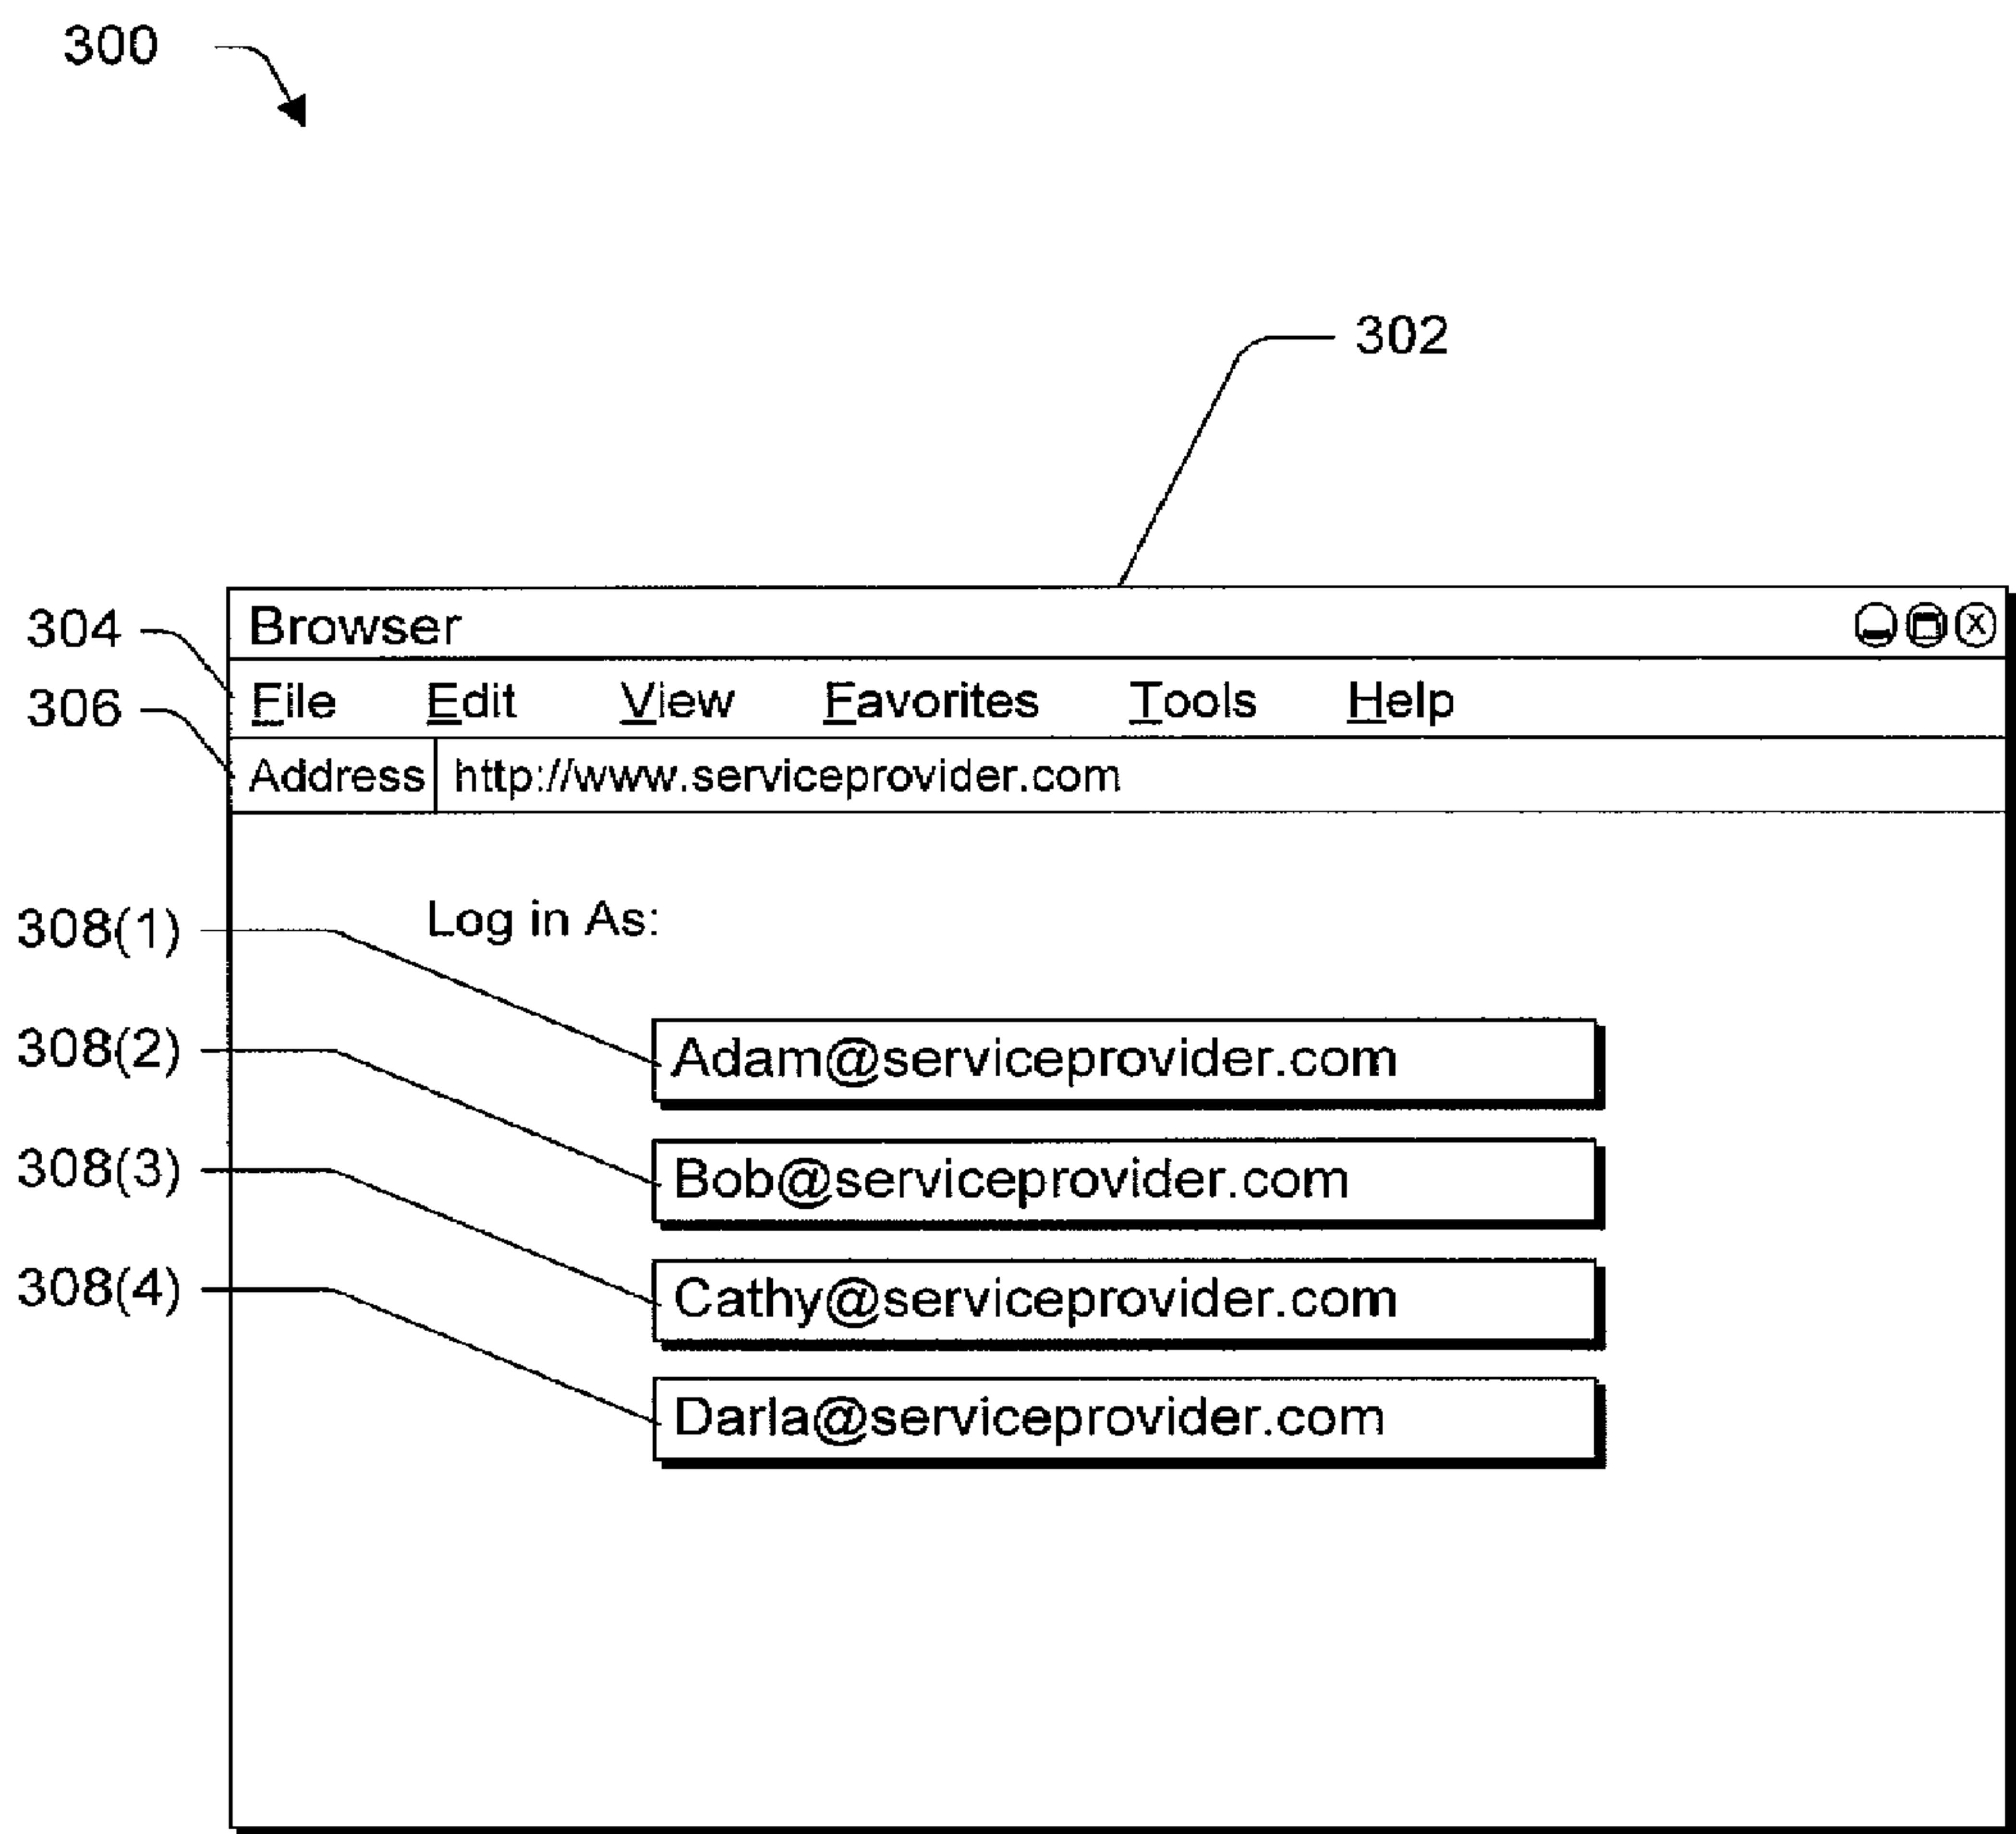 300
302
304
Browser
File Edit View Favorites Tools Help
306
Address http://www.serviceprovider.com
308(1)
Log in As:
Adam@serviceprovider.com
308(2)
Bob@serviceprovider.com
308(3)
Cathy@serviceprovider.com
308(4)
Darla@serviceprovider.com